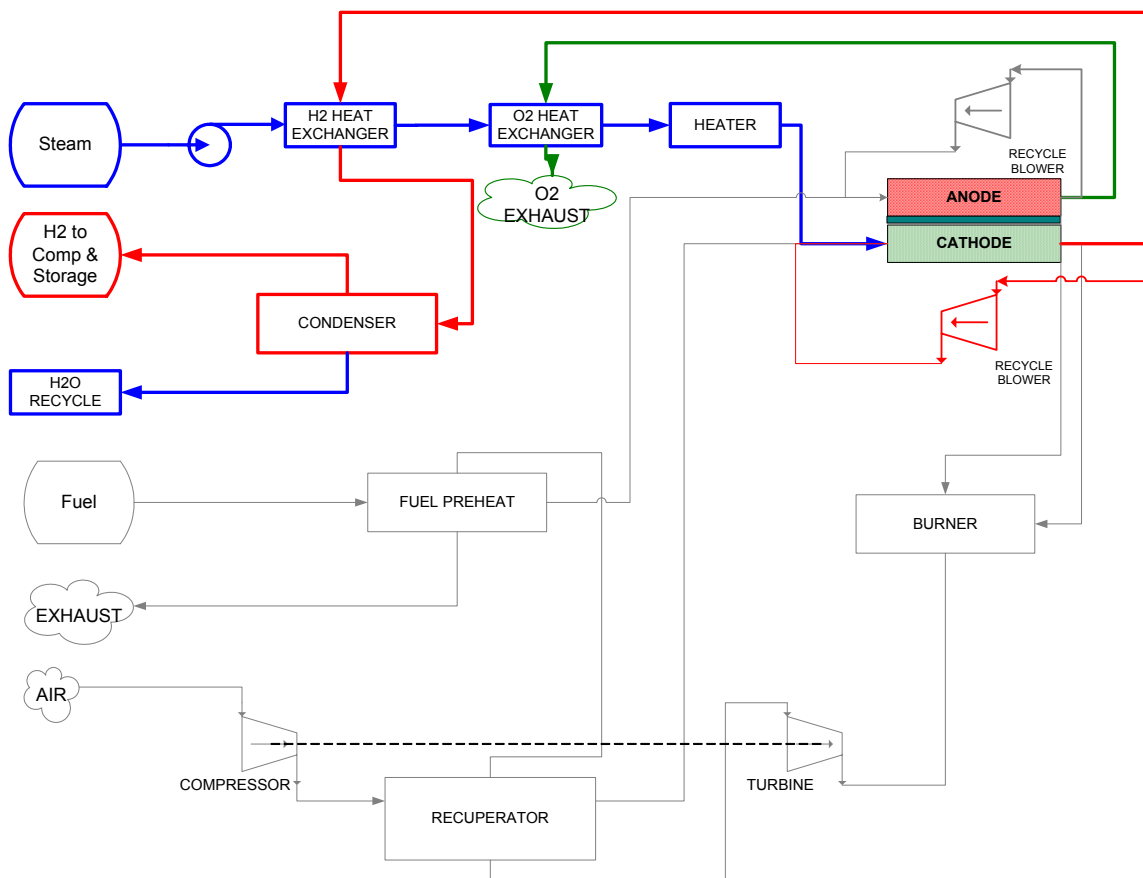 Steam
H2 HEAT
EXCHANGER
O2 HEAT
EXCHANGER
HEATER
RECYCLE
BLOWER
O2
EXHAUST
ANODE
CATHODE
H2 to
Comp &
Storage
CONDENSER
RECYCLE
BLOWER
H2O
RECYCLE
Fuel
FUEL PREHEAT
BURNER
EXHAUST
AIR
COMPRESSOR
TURBINE
RECUPERATOR